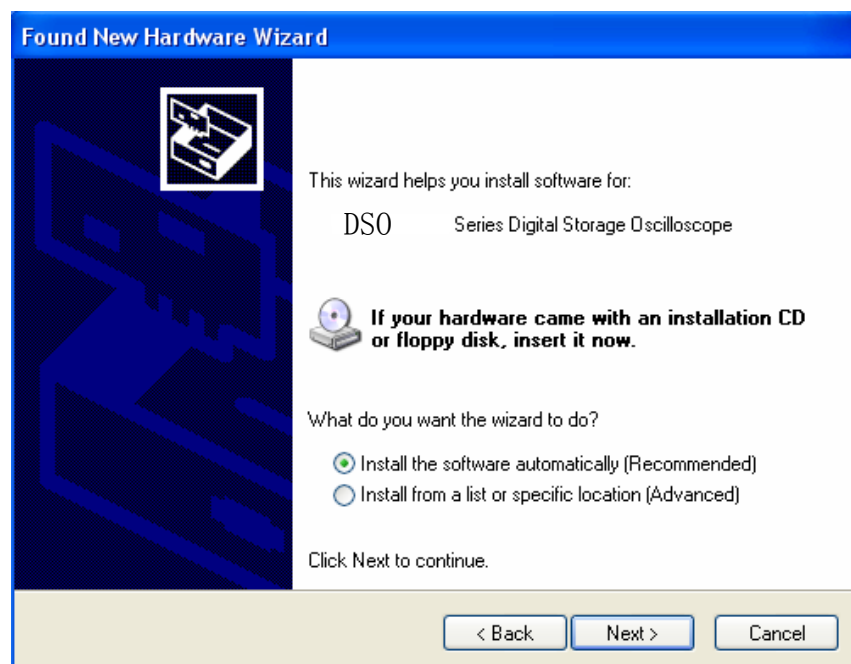 Found New Hardware Wizard
This wizard helps you install software for:
DSO Series Digital Storage Oscilloscope
If your hardware came with an installation CD
or floppy disk, insert it now.
What do you want the wizard to do?
Install the software automatically (Recommended)
Install from a list or specific location (Advanced)
Click Next to continue.
< Back Next > Cancel